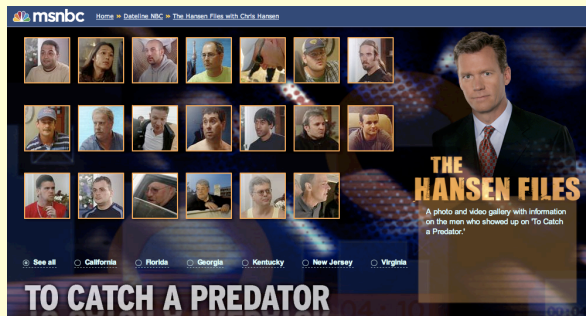 msnbc Home » Dateline NBC » The Hansen Files with Chris Hansen
THE
HANSEN FILES
A photo and video gallery with information
on the men who showed up on 'To Catch
a Predator.'
See all California Florida Georgia Kentucky New Jersey Virginia
TO CATCH A PREDATOR